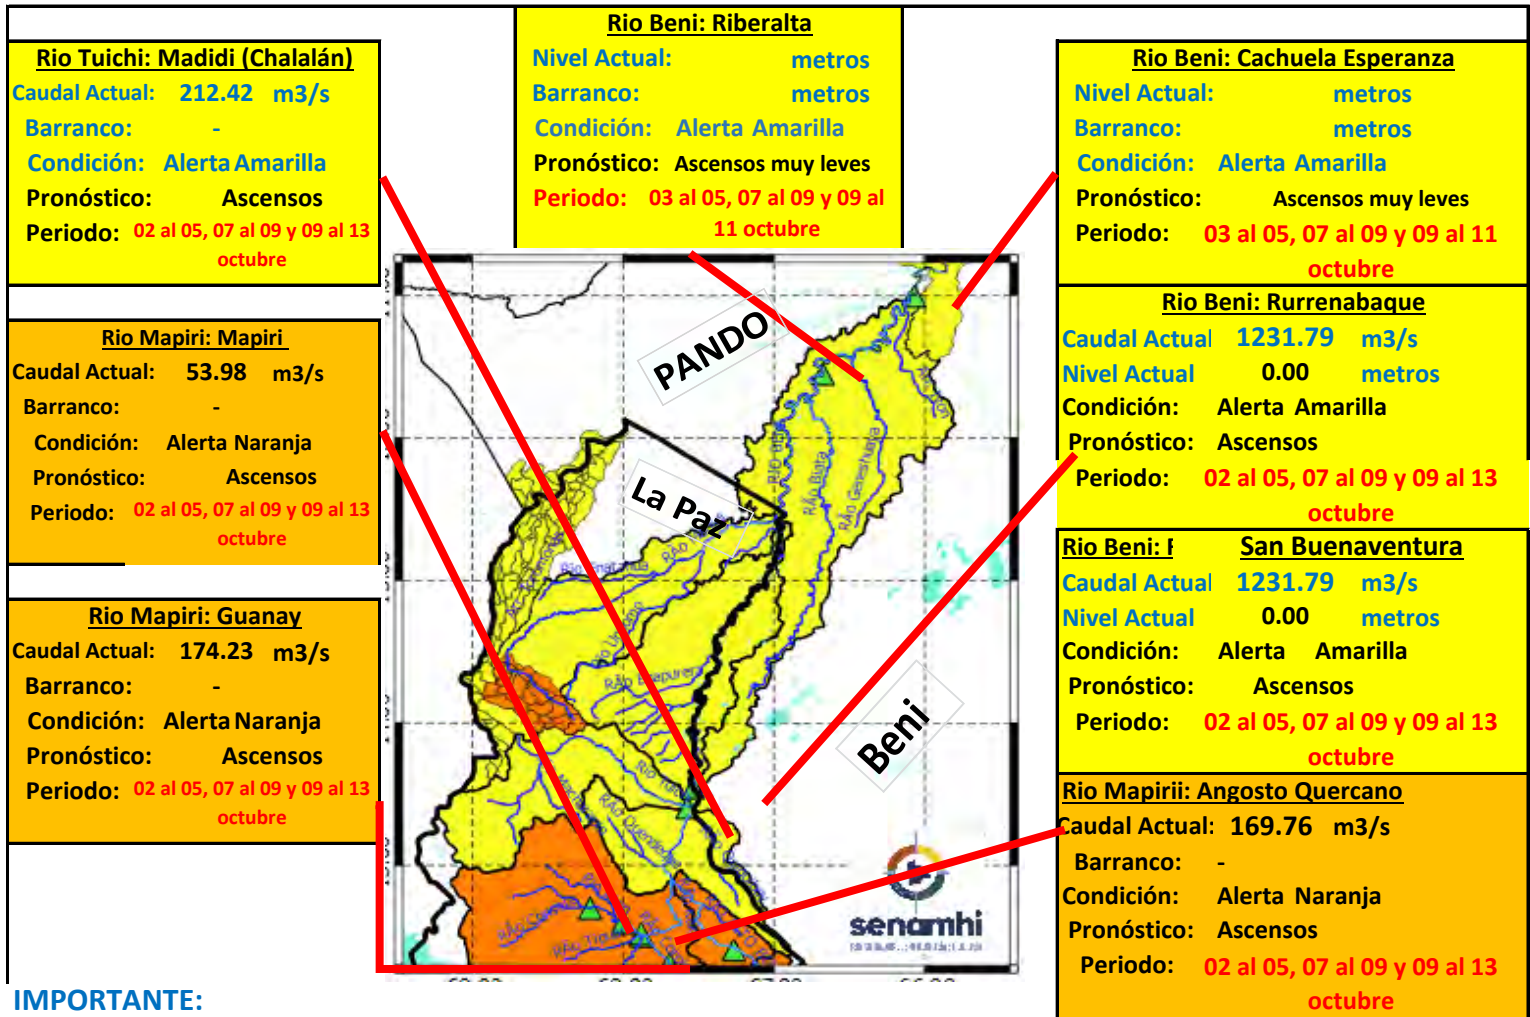 Rio Tuichi: Madidi (Chalalán)
Caudal Actual: 212.42 m3/s
Barranco: -
Condición: Alerta Amarilla
Pronóstico: Ascensos
Periodo: 02 al 05, 07 al 09 y 09 al 13
octubre
Rio Mapiri: Mapiri
Caudal Actual: 53.98 m3/s
Barranco: -
Condición: Alerta Naranja
Pronóstico: Ascensos
Periodo: 02 al 05, 07 al 09 y 09 al 13
octubre
Rio Mapiri: Guanay
Caudal Actual: 174.23 m3/s
Barranco: -
Condición: Alerta Naranja
Pronóstico: Ascensos
Periodo: 02 al 05, 07 al 09 y 09 al 13
octubre
Rio Beni: Riberalta
Nivel Actual: metros
Barranco: metros
Condición: Alerta Amarilla
Pronóstico: Ascensos muy leves
Periodo: 03 al 05, 07 al 09 y 09 al
11 octubre
PANDO
La Paz
Beni
RÃo Biata
RÃo Geneshuaya
senamhi
Rio Beni: Cachuela Esperanza
Nivel Actual: metros
Barranco: metros
Condición: Alerta Amarilla
Pronóstico: Ascensos muy leves
Periodo: 03 al 05, 07 al 09 y 09 al 11
octubre
Rio Beni: Rurrenabaque
Caudal Actual 1231.79 m3/s
Nivel Actual 0.00 metros
Condición: Alerta Amarilla
Pronóstico: Ascensos
Periodo: 02 al 05, 07 al 09 y 09 al 13
octubre
Rio Beni: San Buenaventura
Caudal Actual 1231.79 m3/s
Nivel Actual 0.00 metros
Condición: Alerta Amarilla
Pronóstico: Ascensos
Periodo: 02 al 05, 07 al 09 y 09 al 13
octubre
Rio Mapirii: Angosto Quercano
Caudal Actual: 169.76 m3/s
Barranco: -
Condición: Alerta Naranja
Pronóstico: Ascensos
Periodo: 02 al 05, 07 al 09 y 09 al 13
octubre
IMPORTANTE: